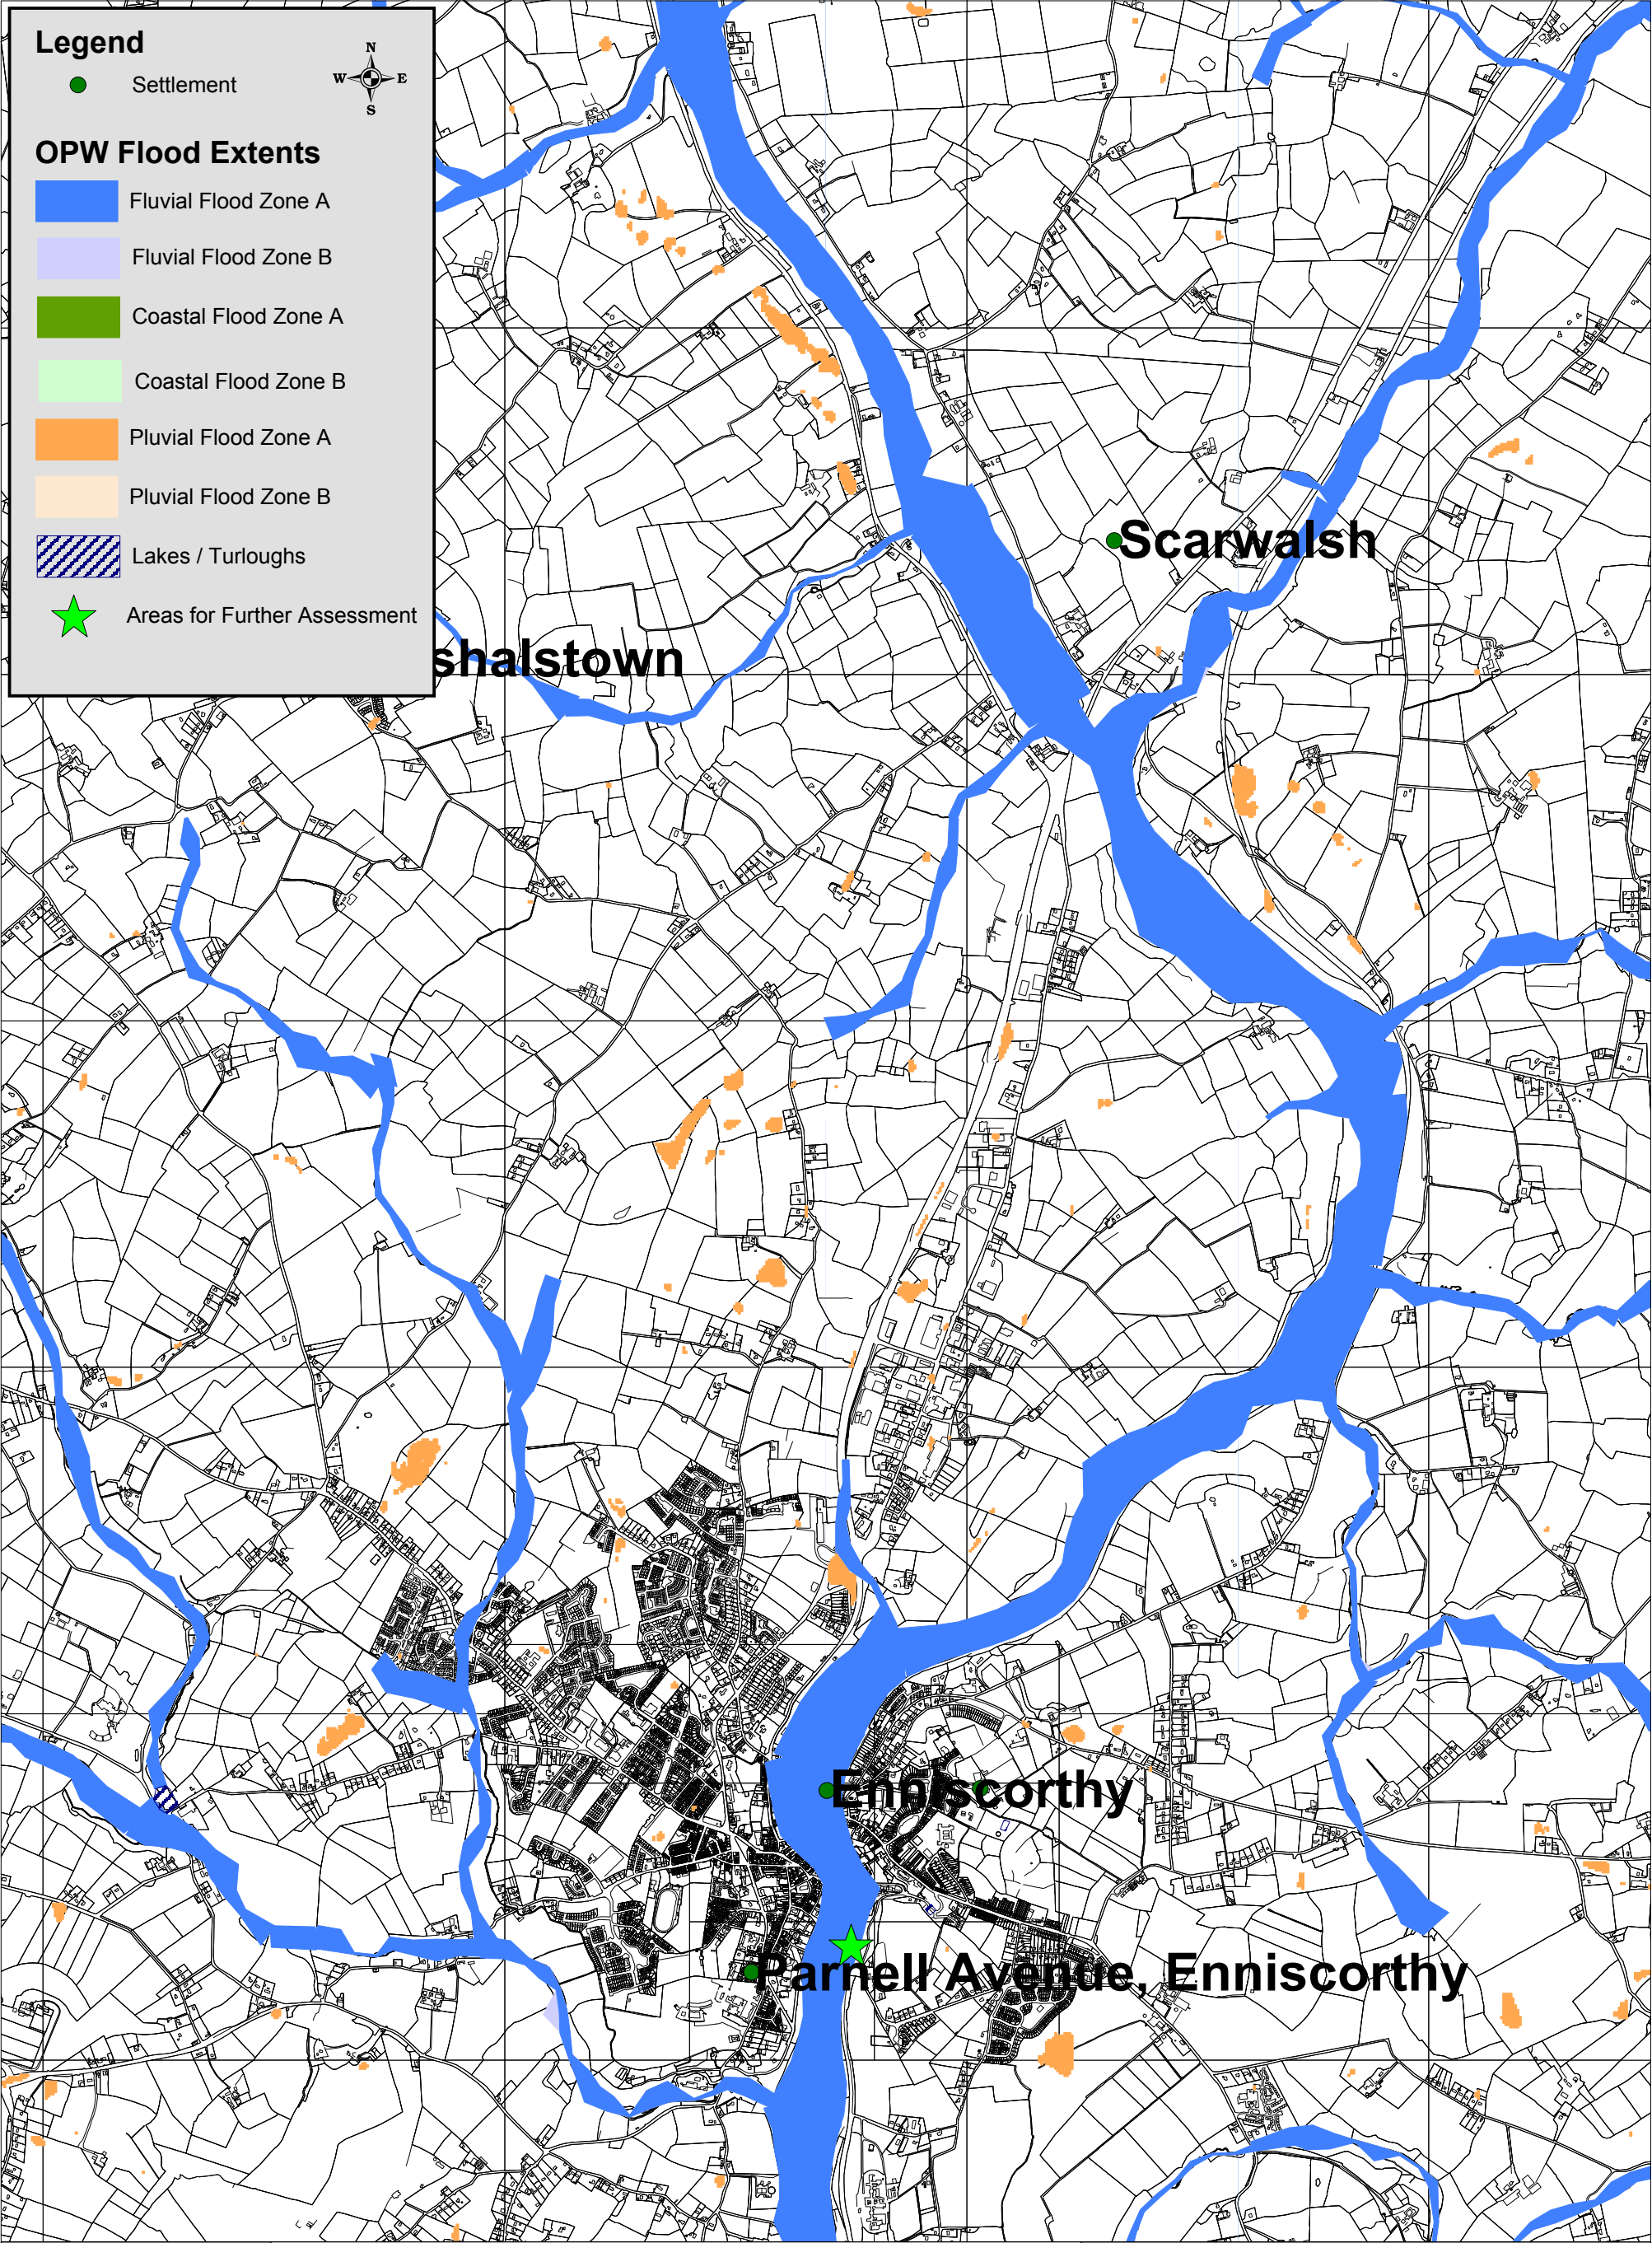 Legend
N
W E
S
Settlement
OPW Flood Extents
Fluvial Flood Zone A
Fluvial Flood Zone B
Coastal Flood Zone A
Coastal Flood Zone B
Pluvial Flood Zone A
Pluvial Flood Zone B
Lakes / Turloughs
Areas for Further Assessment
Scarwalsh
shalstown
Enniscorthy
Parnell Avenue, Enniscorthy